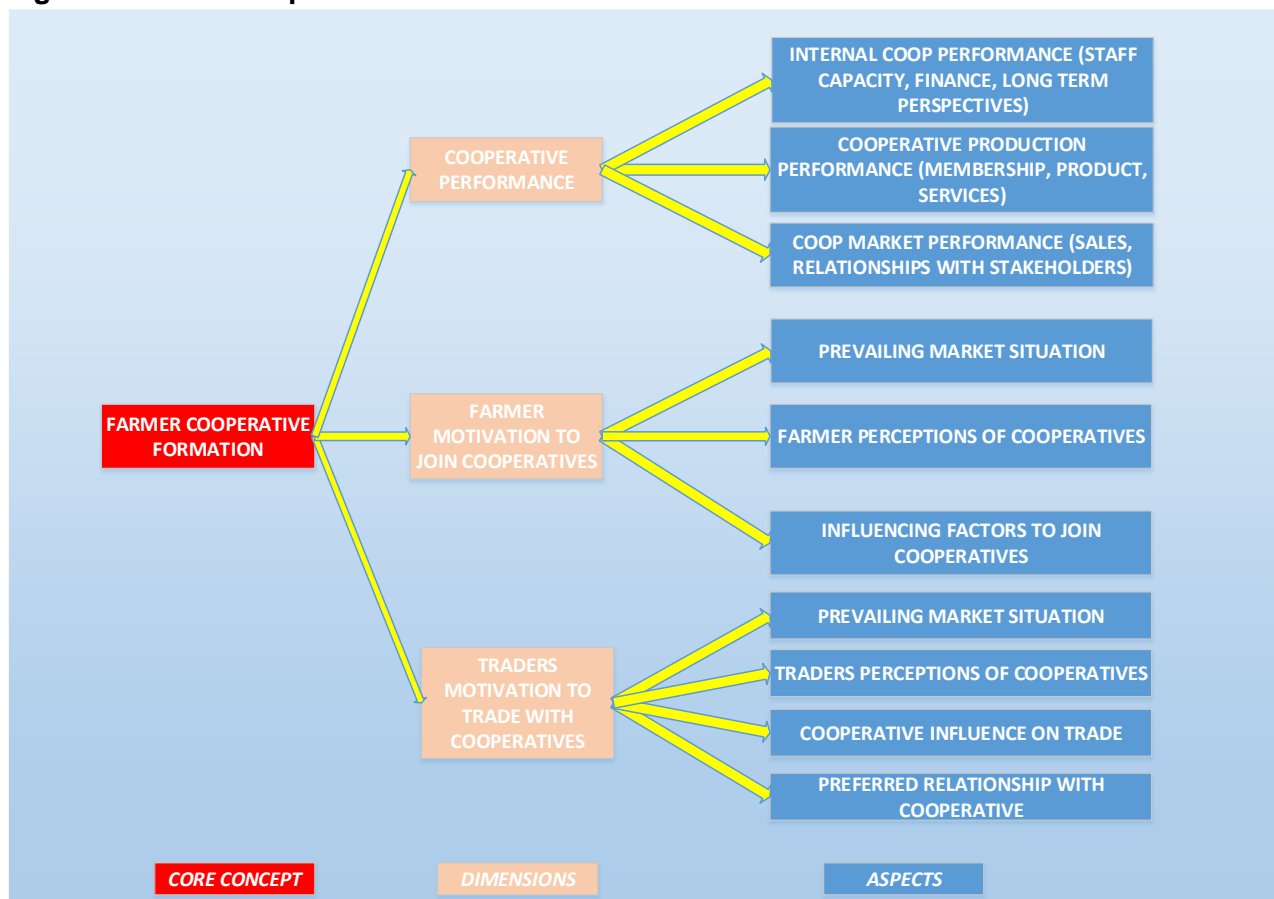 INTERNAL COOP PERFORMANCE (STAFF
CAPACITY, FINANCE, LONG TERM
PERSPECTIVES)
COOPERATIVE
PERFORMANCE
COOPERATIVE PRODUCTION
PERFORMANCE (MEMBERSHIP, PRODUCT,
SERVICES)
COOP MARKET PERFORMANCE (SALES,
RELATIONSHIPS WITH STAKEHOLDERS)
PREVAILING MARKET SITUATION
FARMER COOPERATIVE
FORMATION
FARMER
MOTIVATION TO
JOIN COOPERATIVES
FARMER PERCEPTIONS OF COOPERATIVES
INFLUENCING FACTORS TO JOIN
COOPERATIVES
PREVAILING MARKET SITUATION
TRADERS
MOTIVATION TO
TRADE WITH
COOPERATIVES
TRADERS PERCEPTIONS OF COOPERATIVES
COOPERATIVE INFLUENCE ON TRADE
PREFERRED RELATIONSHIP WITH
COOPERATIVE
CORE CONCEPT
DIMENSIONS
ASPECTS